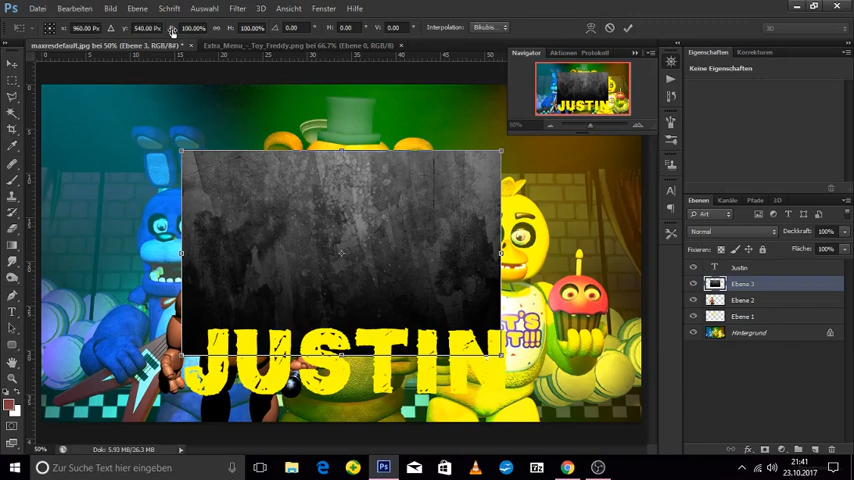 Datei Bearbeiten Bild Ebene Schrift Auswahl Filter 3D Ansicht Fenster Hilfe
X: 960.00 Px Y: 540.00 Px 100.00% H: 100.00% 0.00 ° H: 0.00 ° V: 0.00 ° Interpolation: Bikubis...
maxresdefault.jpg bei 50% (Ebene 3, RGB/8#) * × Extra_Menu_-_Toy_Freddy.png bei 66.7% (Ebene 0, RGB/8) ×
Navigator Aktionen Protokoll
50%
Eigenschaften Korrekturen
Keine Eigenschaften
Ebenen Kanäle Pfade 3D
Art
Normal Deckkraft: 100%
Fixieren: Fläche: 100%
Justin
Ebene 3
Ebene 2
Ebene 1
Hintergrund
LET'S
JUSTIN
50% Dok: 5.93 MB/26.3 MB
Zur Suche hier eingeben
21:41
23.10.2017